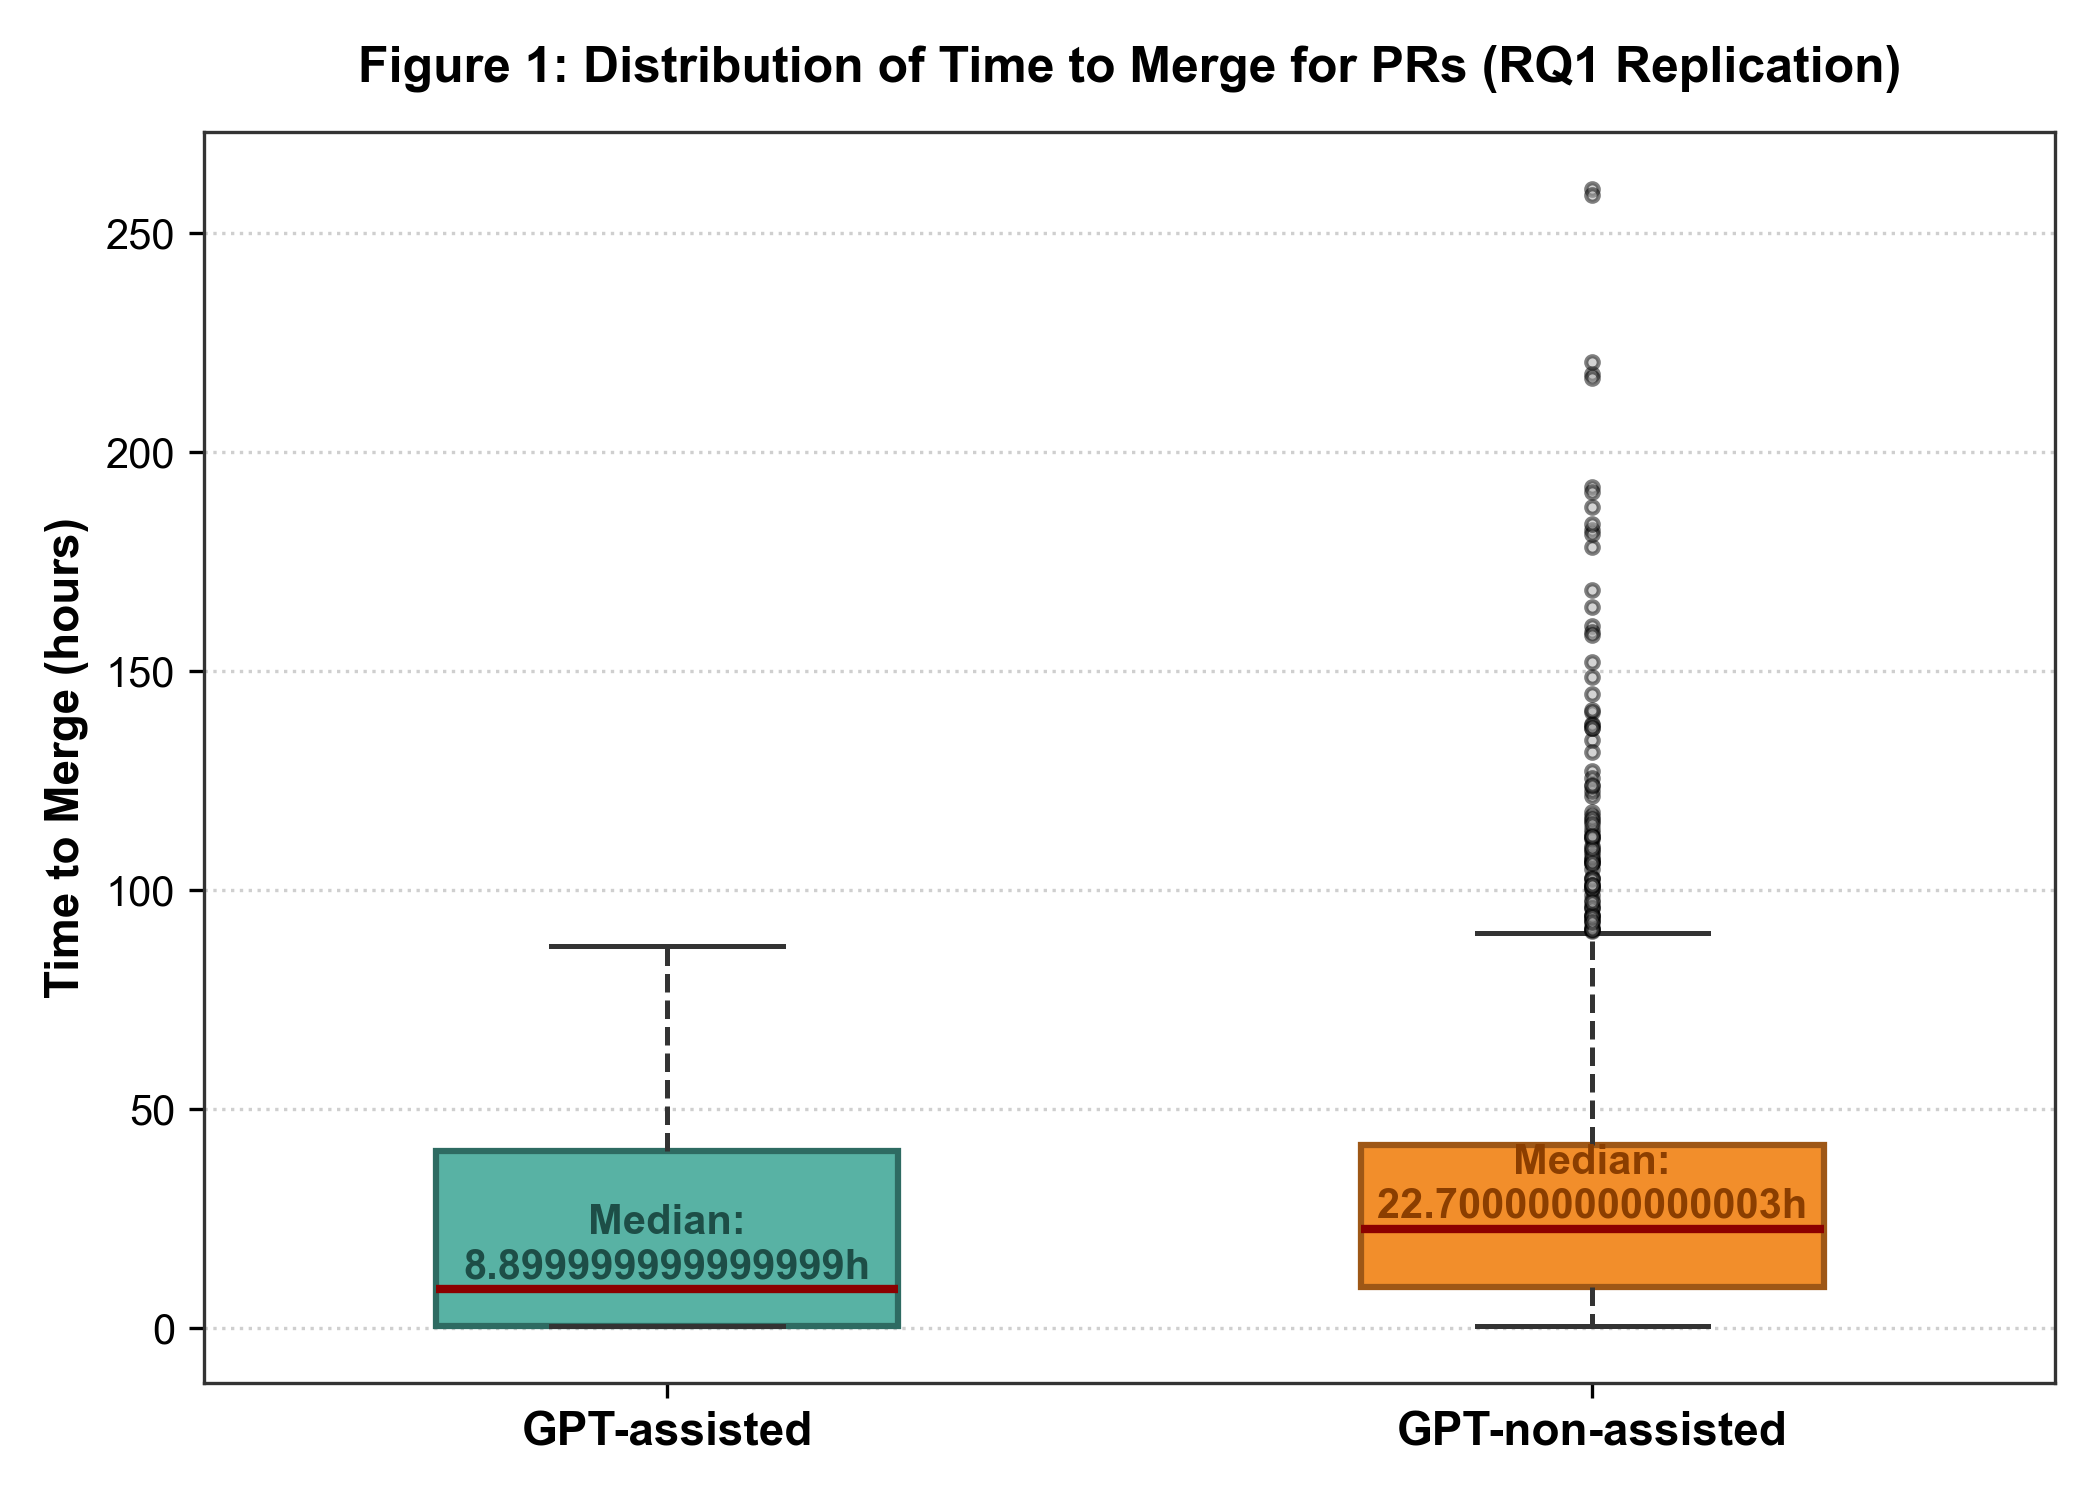 Figure 1: Distribution of Time to Merge for PRs (RQ1 Replication)
Time to Merge (hours)
250
200
150
100
50
0
Median:
8.899999999999999h
Median:
22.700000000000003h
GPT-assisted
GPT-non-assisted